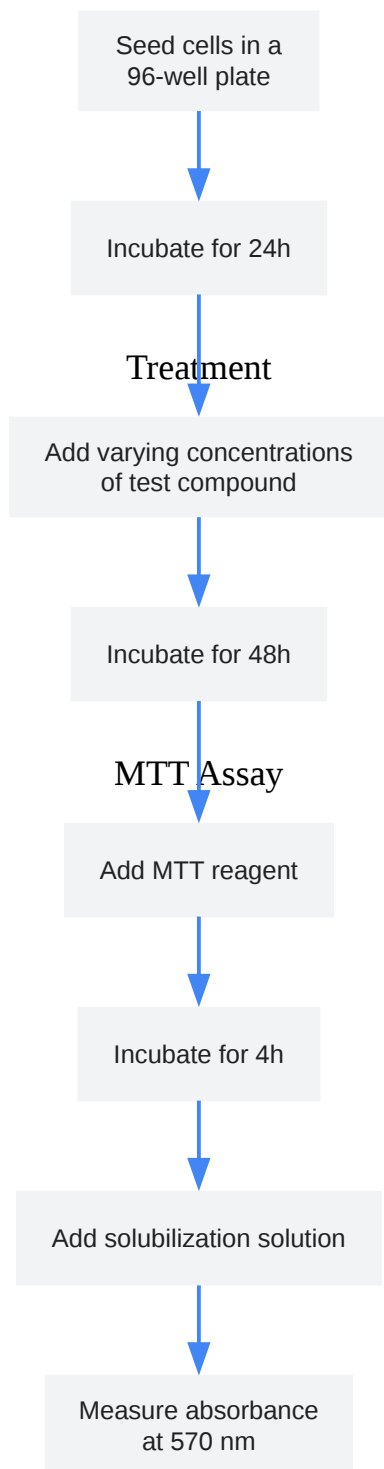 Seed cells in a
96-well plate
Incubate for 24h
Treatment
Add varying concentrations
of test compound
Incubate for 48h
MTT Assay
Add MTT reagent
Incubate for 4h
Add solubilization solution
Measure absorbance
at 570 nm